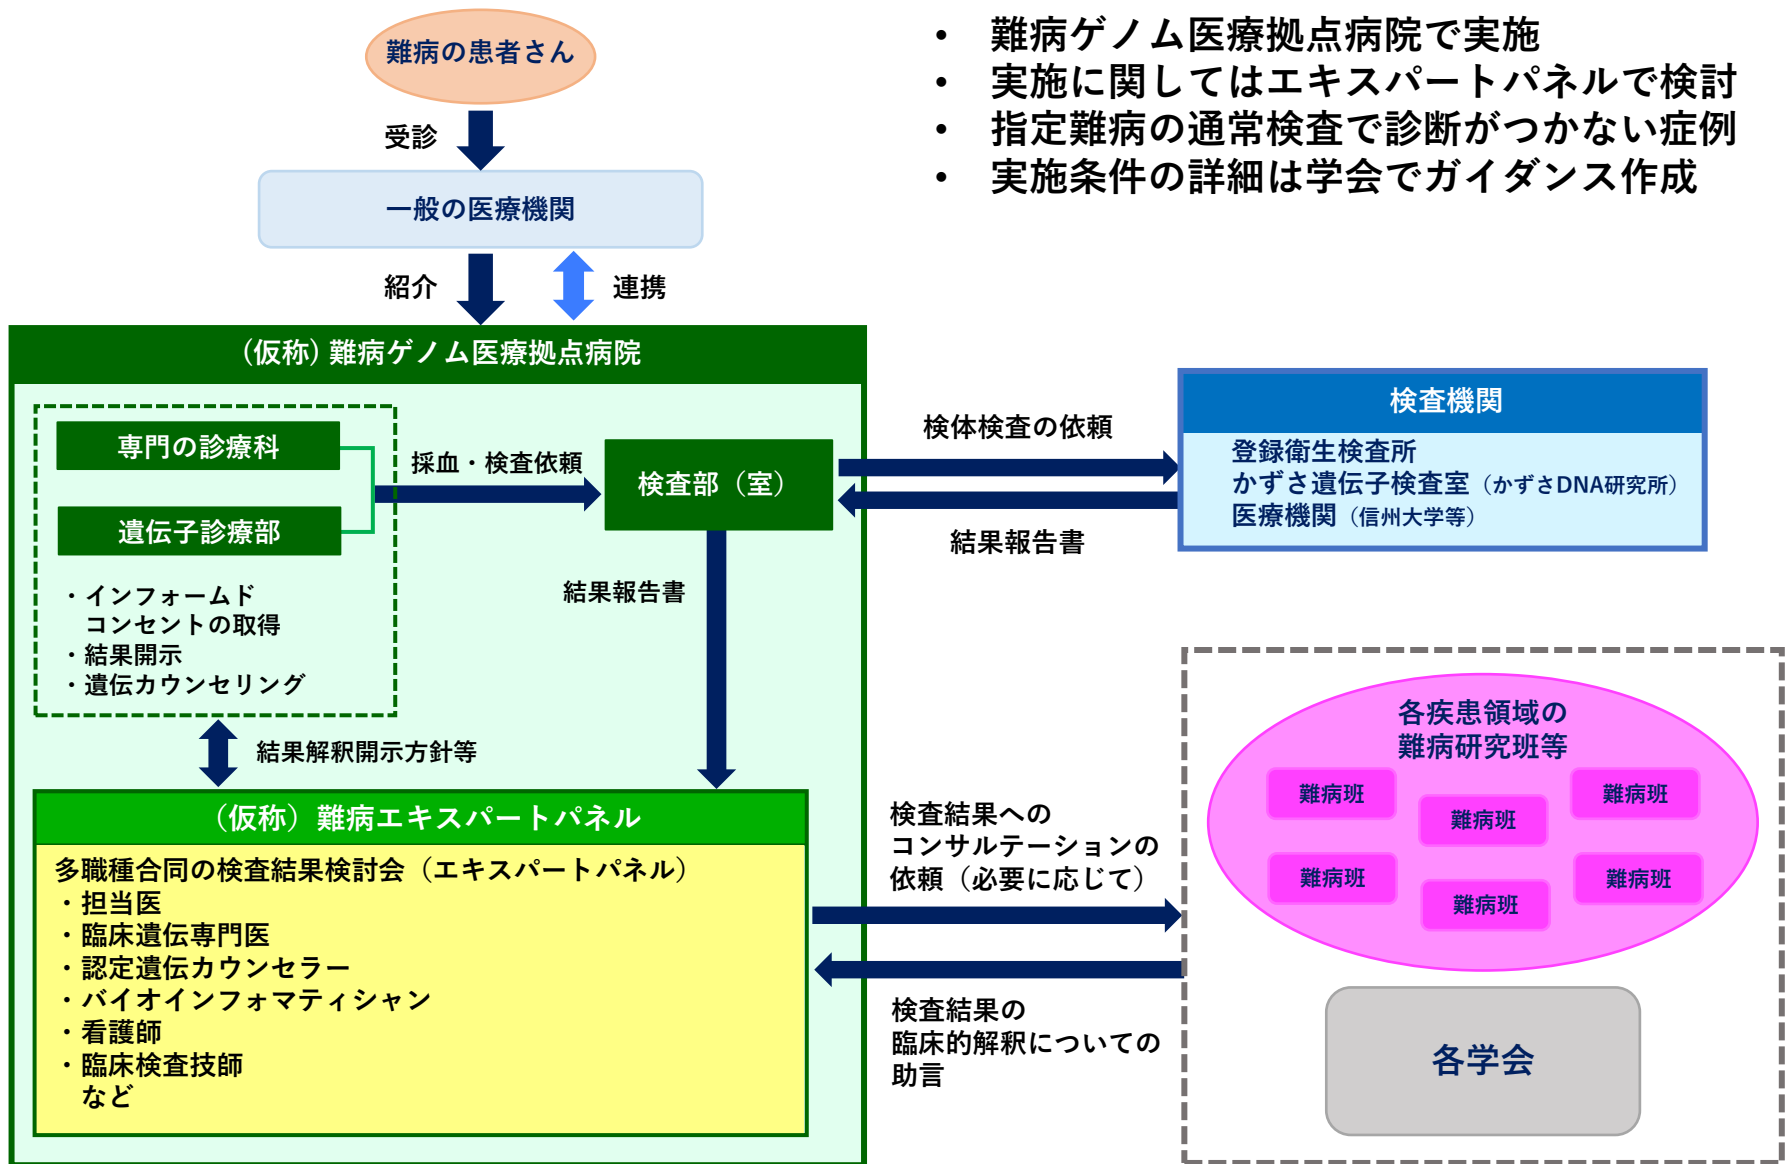 難病の患者さん
・ 難病ゲノム医療拠点病院で実施
・ 実施に関してはエキスパートパネルで検討
・ 指定難病の通常検査で診断がつかない症例
・ 実施条件の詳細は学会でガイダンス作成
受診
一般の医療機関
紹介
連携
(仮称) 難病ゲノム医療拠点病院
専門の診療科
遺伝子診療部
・インフォームド
コンセントの取得
・結果開示
・遺伝カウンセリング
採血・検査依頼
検査部（室）
検体検査の依頼
結果報告書
検査機関
登録衛生検査所
かずさ遺伝子検査室（かずさDNA研究所）
医療機関（信州大学等）
結果報告書
結果解釈開示方針等
（仮称）難病エキスパートパネル
多職種合同の検査結果検討会（エキスパートパネル）
・担当医
・臨床遺伝専門医
・認定遺伝カウンセラー
・バイオインフォマティシャン
・看護師
・臨床検査技師
など
検査結果への
コンサルテーションの
依頼（必要に応じて）
検査結果の
臨床的解釈についての
助言
各疾患領域の
難病研究班等
難病班
難病班
難病班
難病班
難病班
難病班
各学会